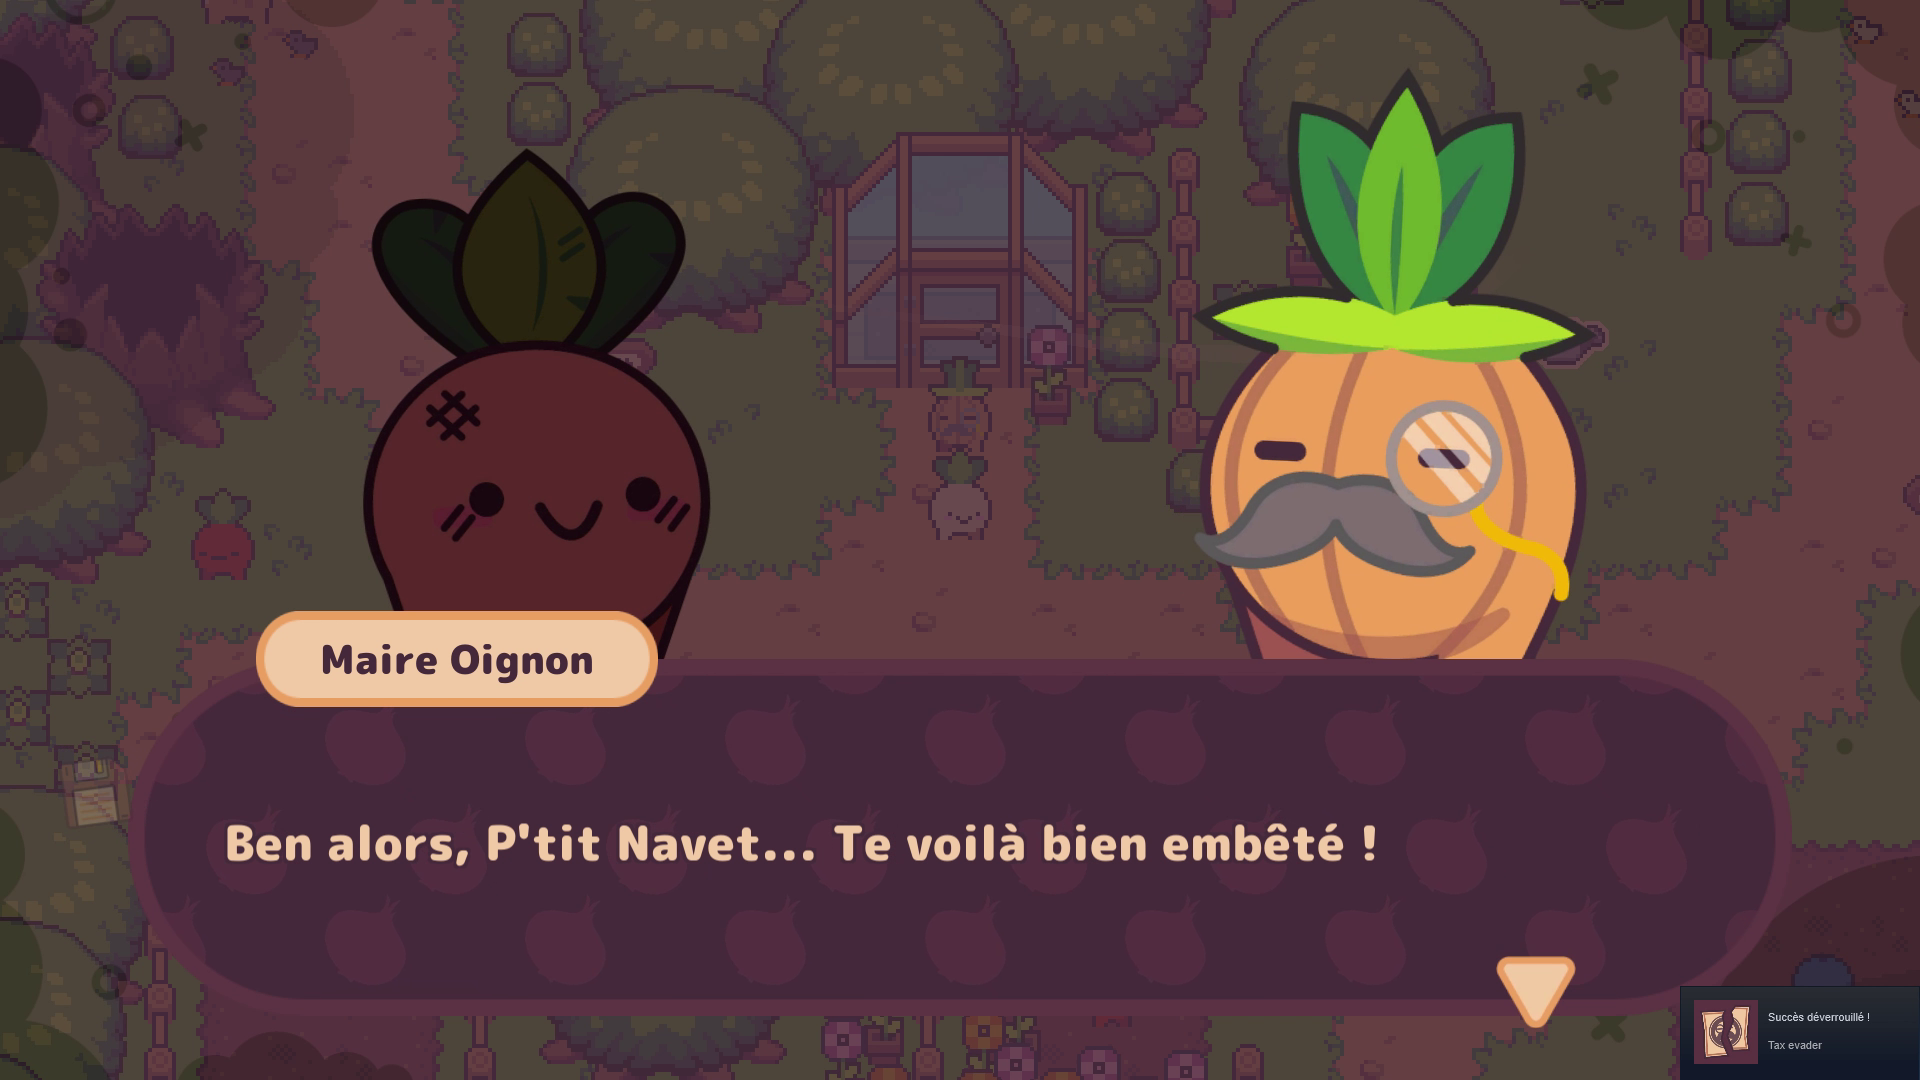 Maire Oignon
Ben alors, P'tit Navet... Te voilà bien embêté !
Succès déverrouillé !
Tax evader